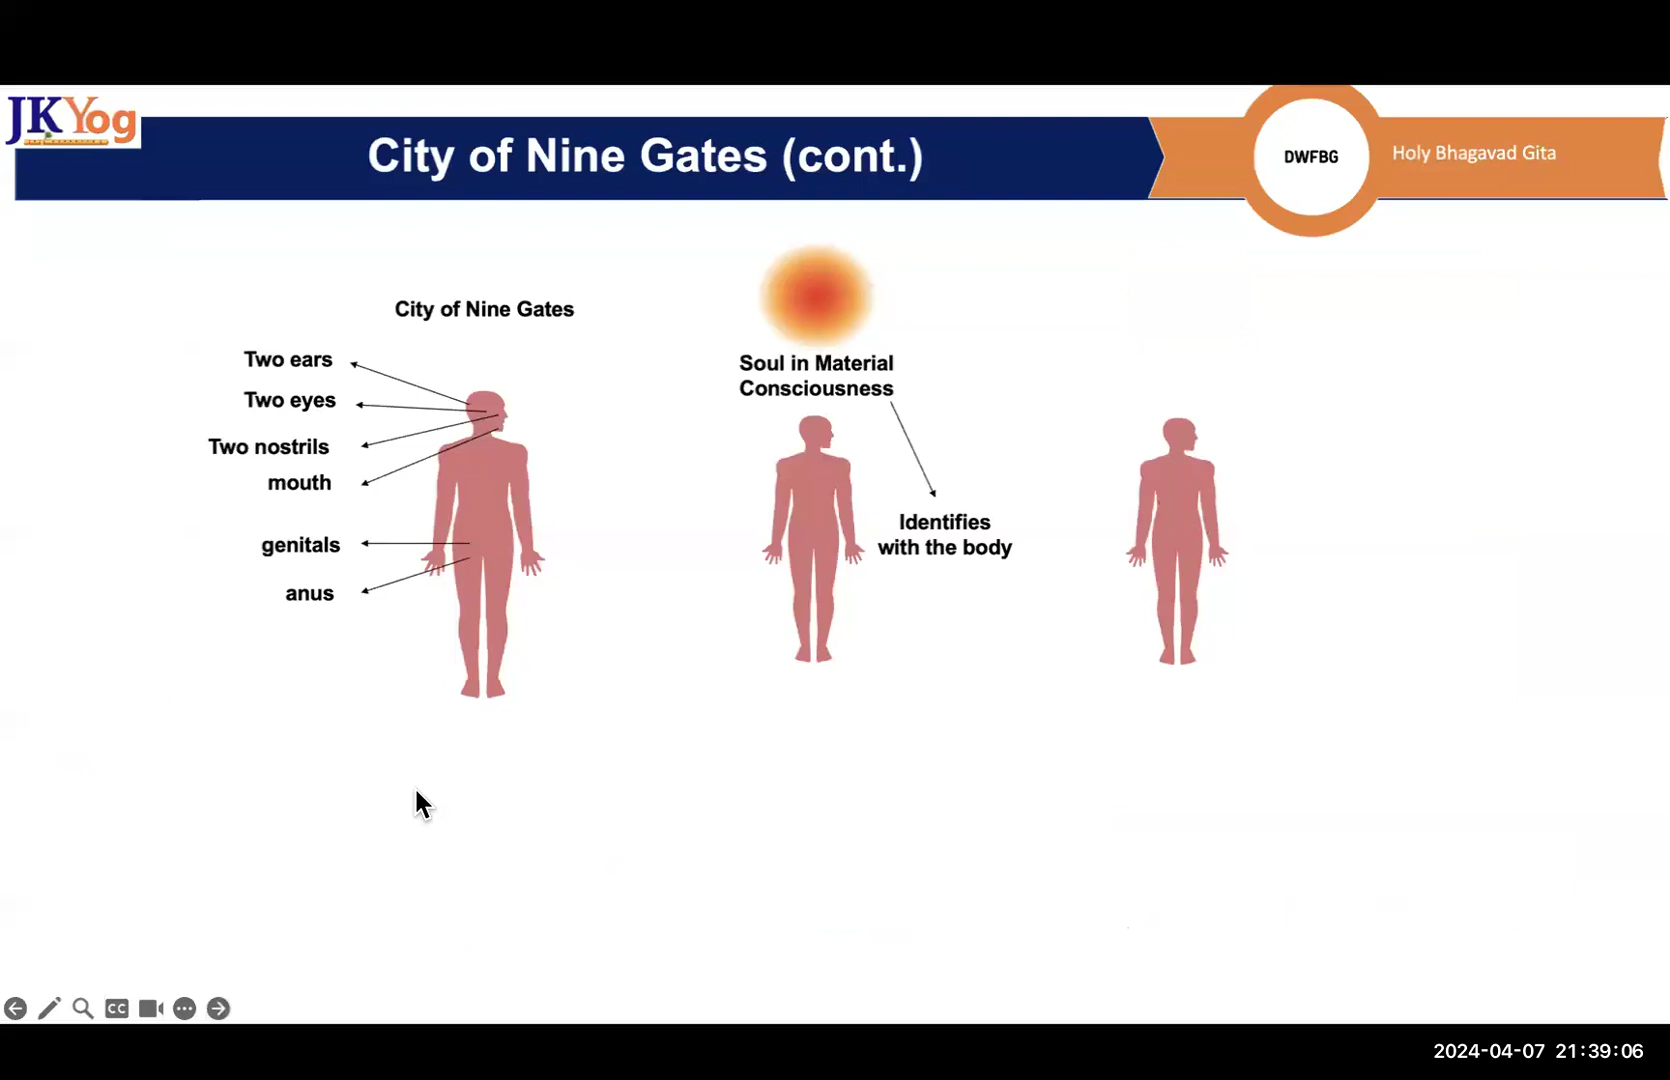 JKYog
City of Nine Gates (cont.)
DWFBG
Holy Bhagavad Gita
City of Nine Gates
Two ears
Two eyes
Two nostrils
mouth
genitals
anus
Soul in Material
Consciousness
Identifies
with the body
CC
2024-04-07 21:39:06